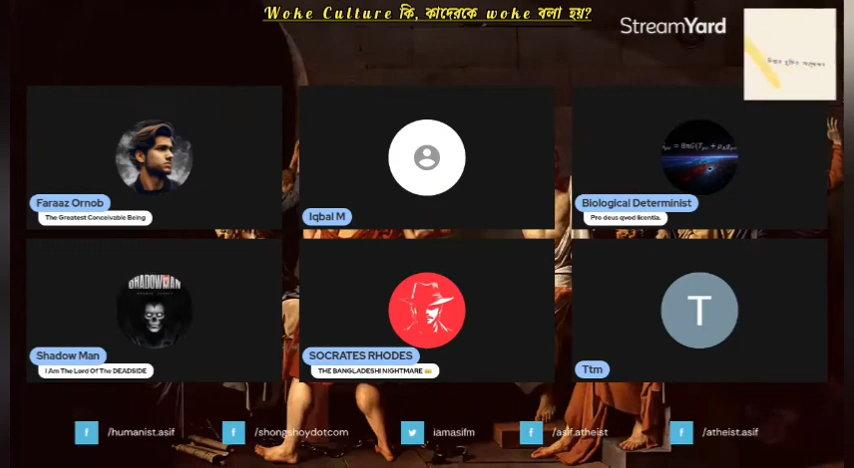 Woke Culture কি, কাদেরকে woke বলা হয়?
StreamYard
Faraaz Ornob
The Greatest Conceivable Being
Iqbal M
Biological Determinist
Pro deus qvod licentia.
SHADOWMAN
Shadow Man
I Am The Lord Of The DEADSIDE
SOCRATES RHODES
THE BANGLADESHI NIGHTMARE
T
Ttm
/humanist.asif
/shongshoydotcom
iamasifm
/asif.atheist
/atheist.asif